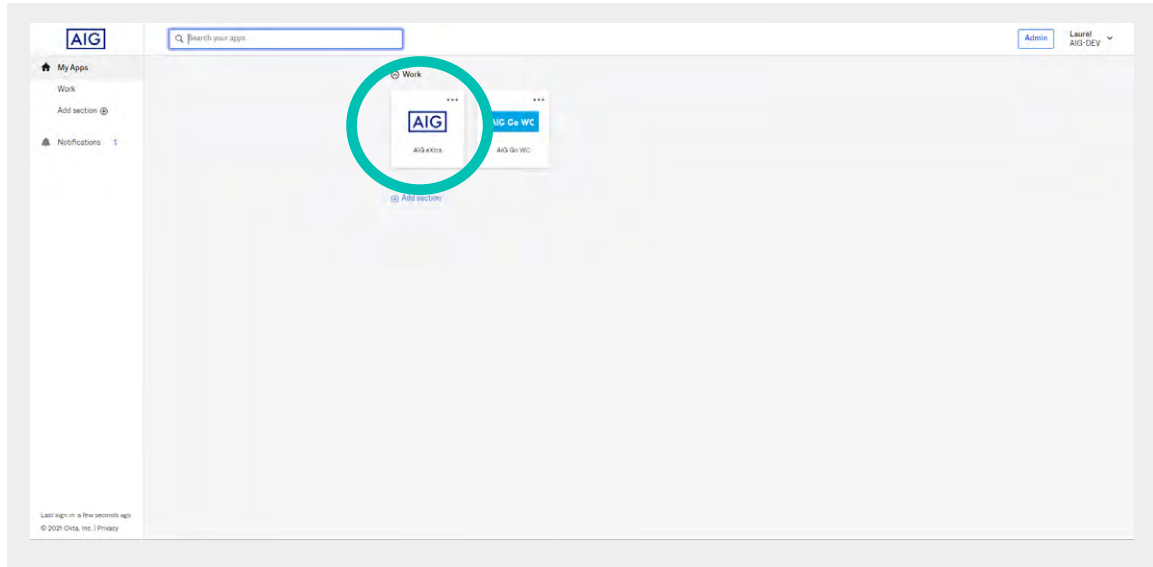 AIG
Search your apps
Admin
Laurel
AIG-DEV
My Apps
Work
Add section
Notifications 1
Work
AIG
AIG eXtra
AIG Go WC
AIG Go WC
Add section
Last sign in: a few seconds ago
© 2021 Okta, Inc. | Privacy